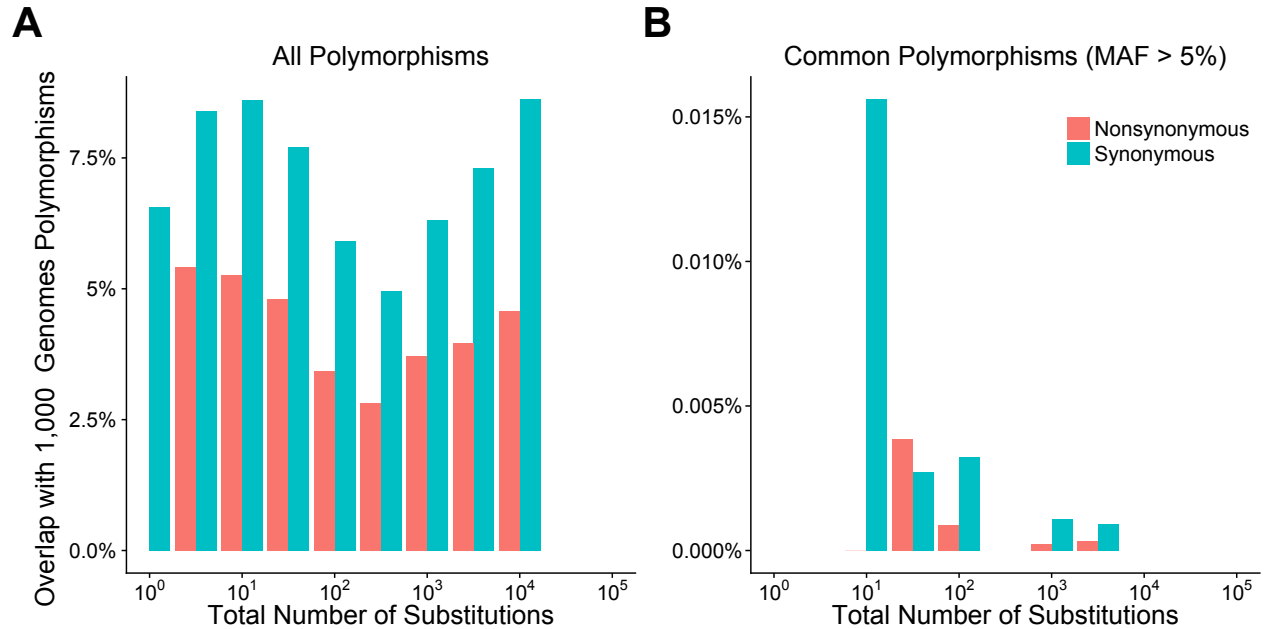 A
All Polymorphisms
Overlap with 1,000 Genomes Polymorphisms
7.5%
5%
2.5%
0.0%
10^0
10^1
10^2
10^3
10^4
10^5
Total Number of Substitutions
B
Common Polymorphisms (MAF > 5%)
0.015%
0.010%
0.005%
0.000%
Nonsynonymous
Synonymous
10^0
10^1
10^2
10^3
10^4
10^5
Total Number of Substitutions